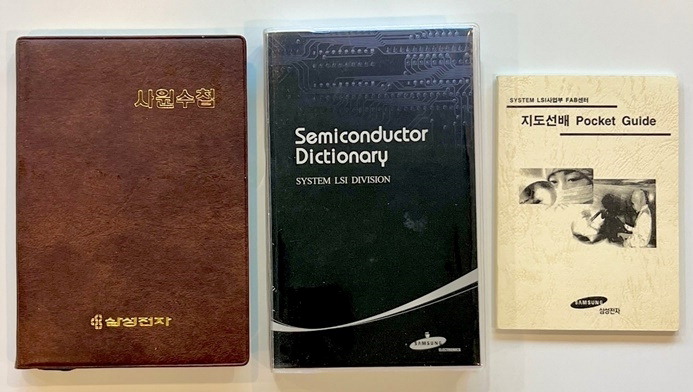 사원수첩
삼성전자
Semiconductor
Dictionary
SYSTEM LSI DIVISION
SAMSUNG
ELECTRONICS
SYSTEM LSI사업부 FAB센터
지도선배 Pocket Guide
SAMSUNG
삼성전자